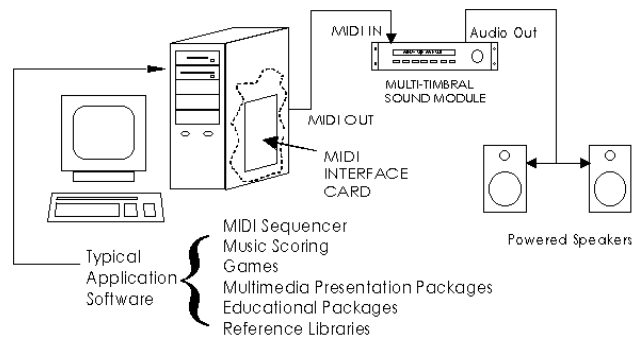 MIDI IN
Audio Out
MULTI-TIMBRAL
SOUND MODULE
MIDI OUT
MIDI
INTERFACE
CARD
Powered Speakers
Typical
Application
Software
MIDI Sequencer
Music Scoring
Games
Multimedia Presentation Packages
Educational Packages
Reference Libraries